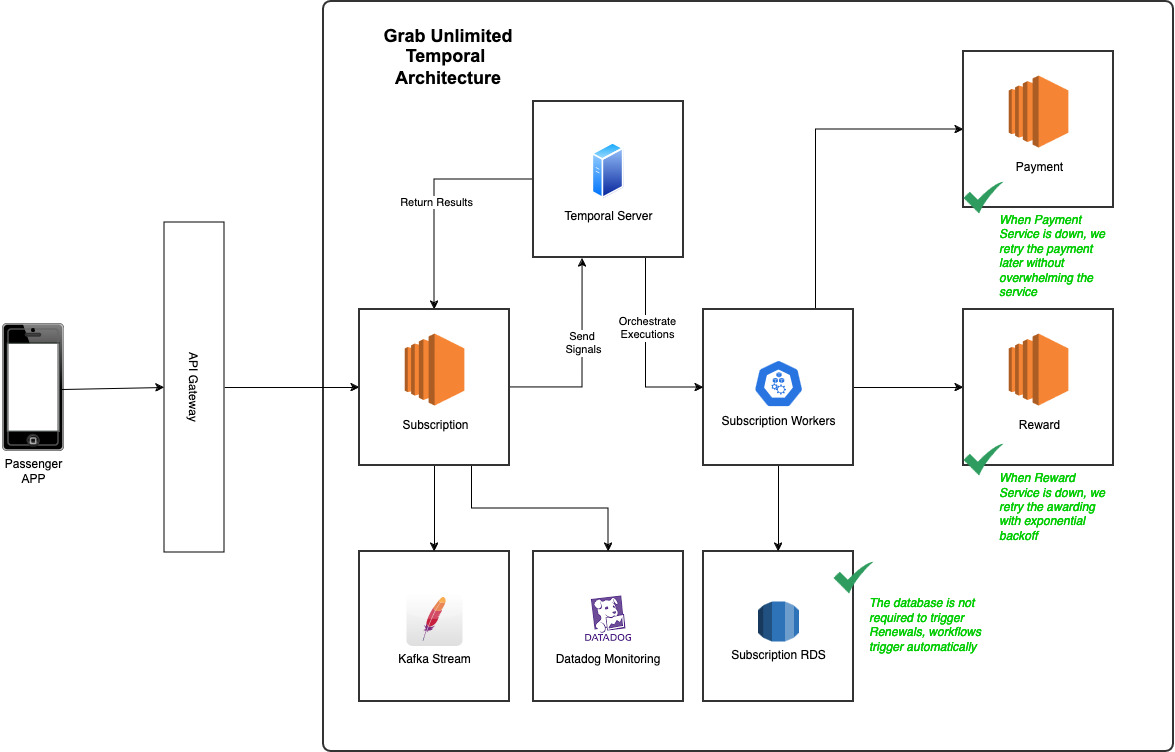 Grab Unlimited
Temporal
Architecture
Payment
When Payment
Service is down, we
retry the payment
later without
overwhelming the
service
Temporal Server
Return Results
Send
Signals
Orchestrate
Executions
Passenger
APP
API Gateway
Subscription
Subscription Workers
Reward
When Reward
Service is down, we
retry the awarding
with exponential
backoff
Kafka Stream
DATADOG
Datadog Monitoring
Subscription RDS
The database is not
required to trigger
Renewals, workflows
trigger automatically